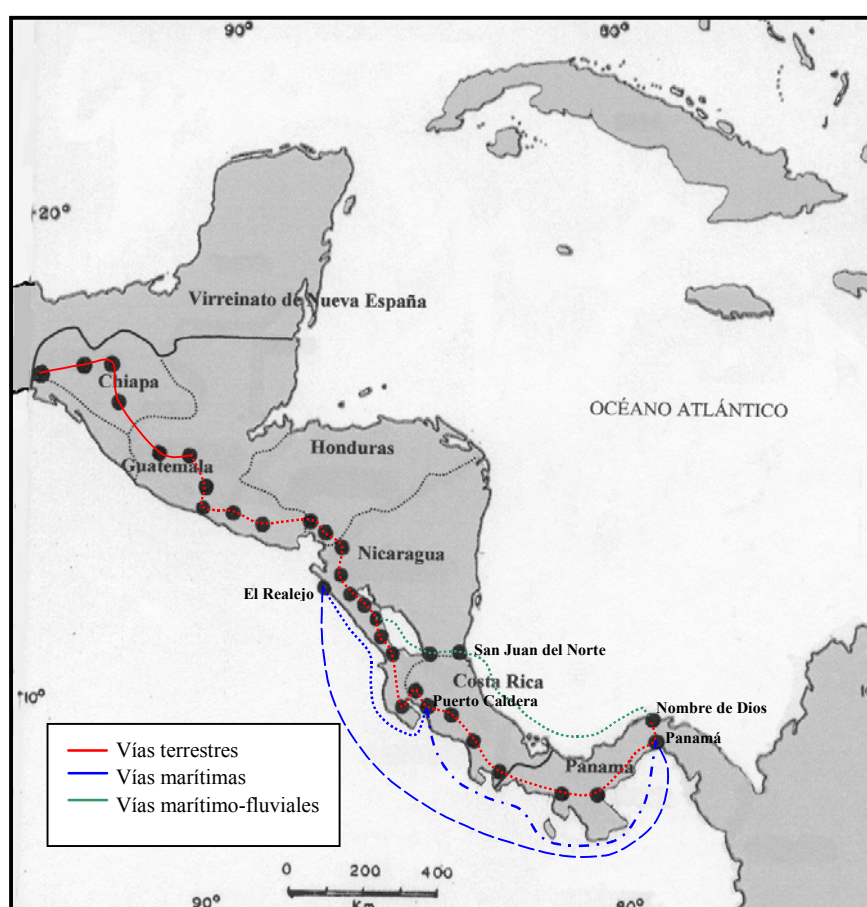 90°
80°
20°
Virreinato de Nueva España
Chiapa
OCÉANO ATLÁNTICO
Honduras
Guatemala
Nicaragua
El Realejo
San Juan del Norte
Costa Rica
10°
Puerto Caldera
Nombre de Dios
Panamá
Panama
Vías terrestres
Vías marítimas
Vías marítimo-fluviales
0 200 400
Km
90°
80°